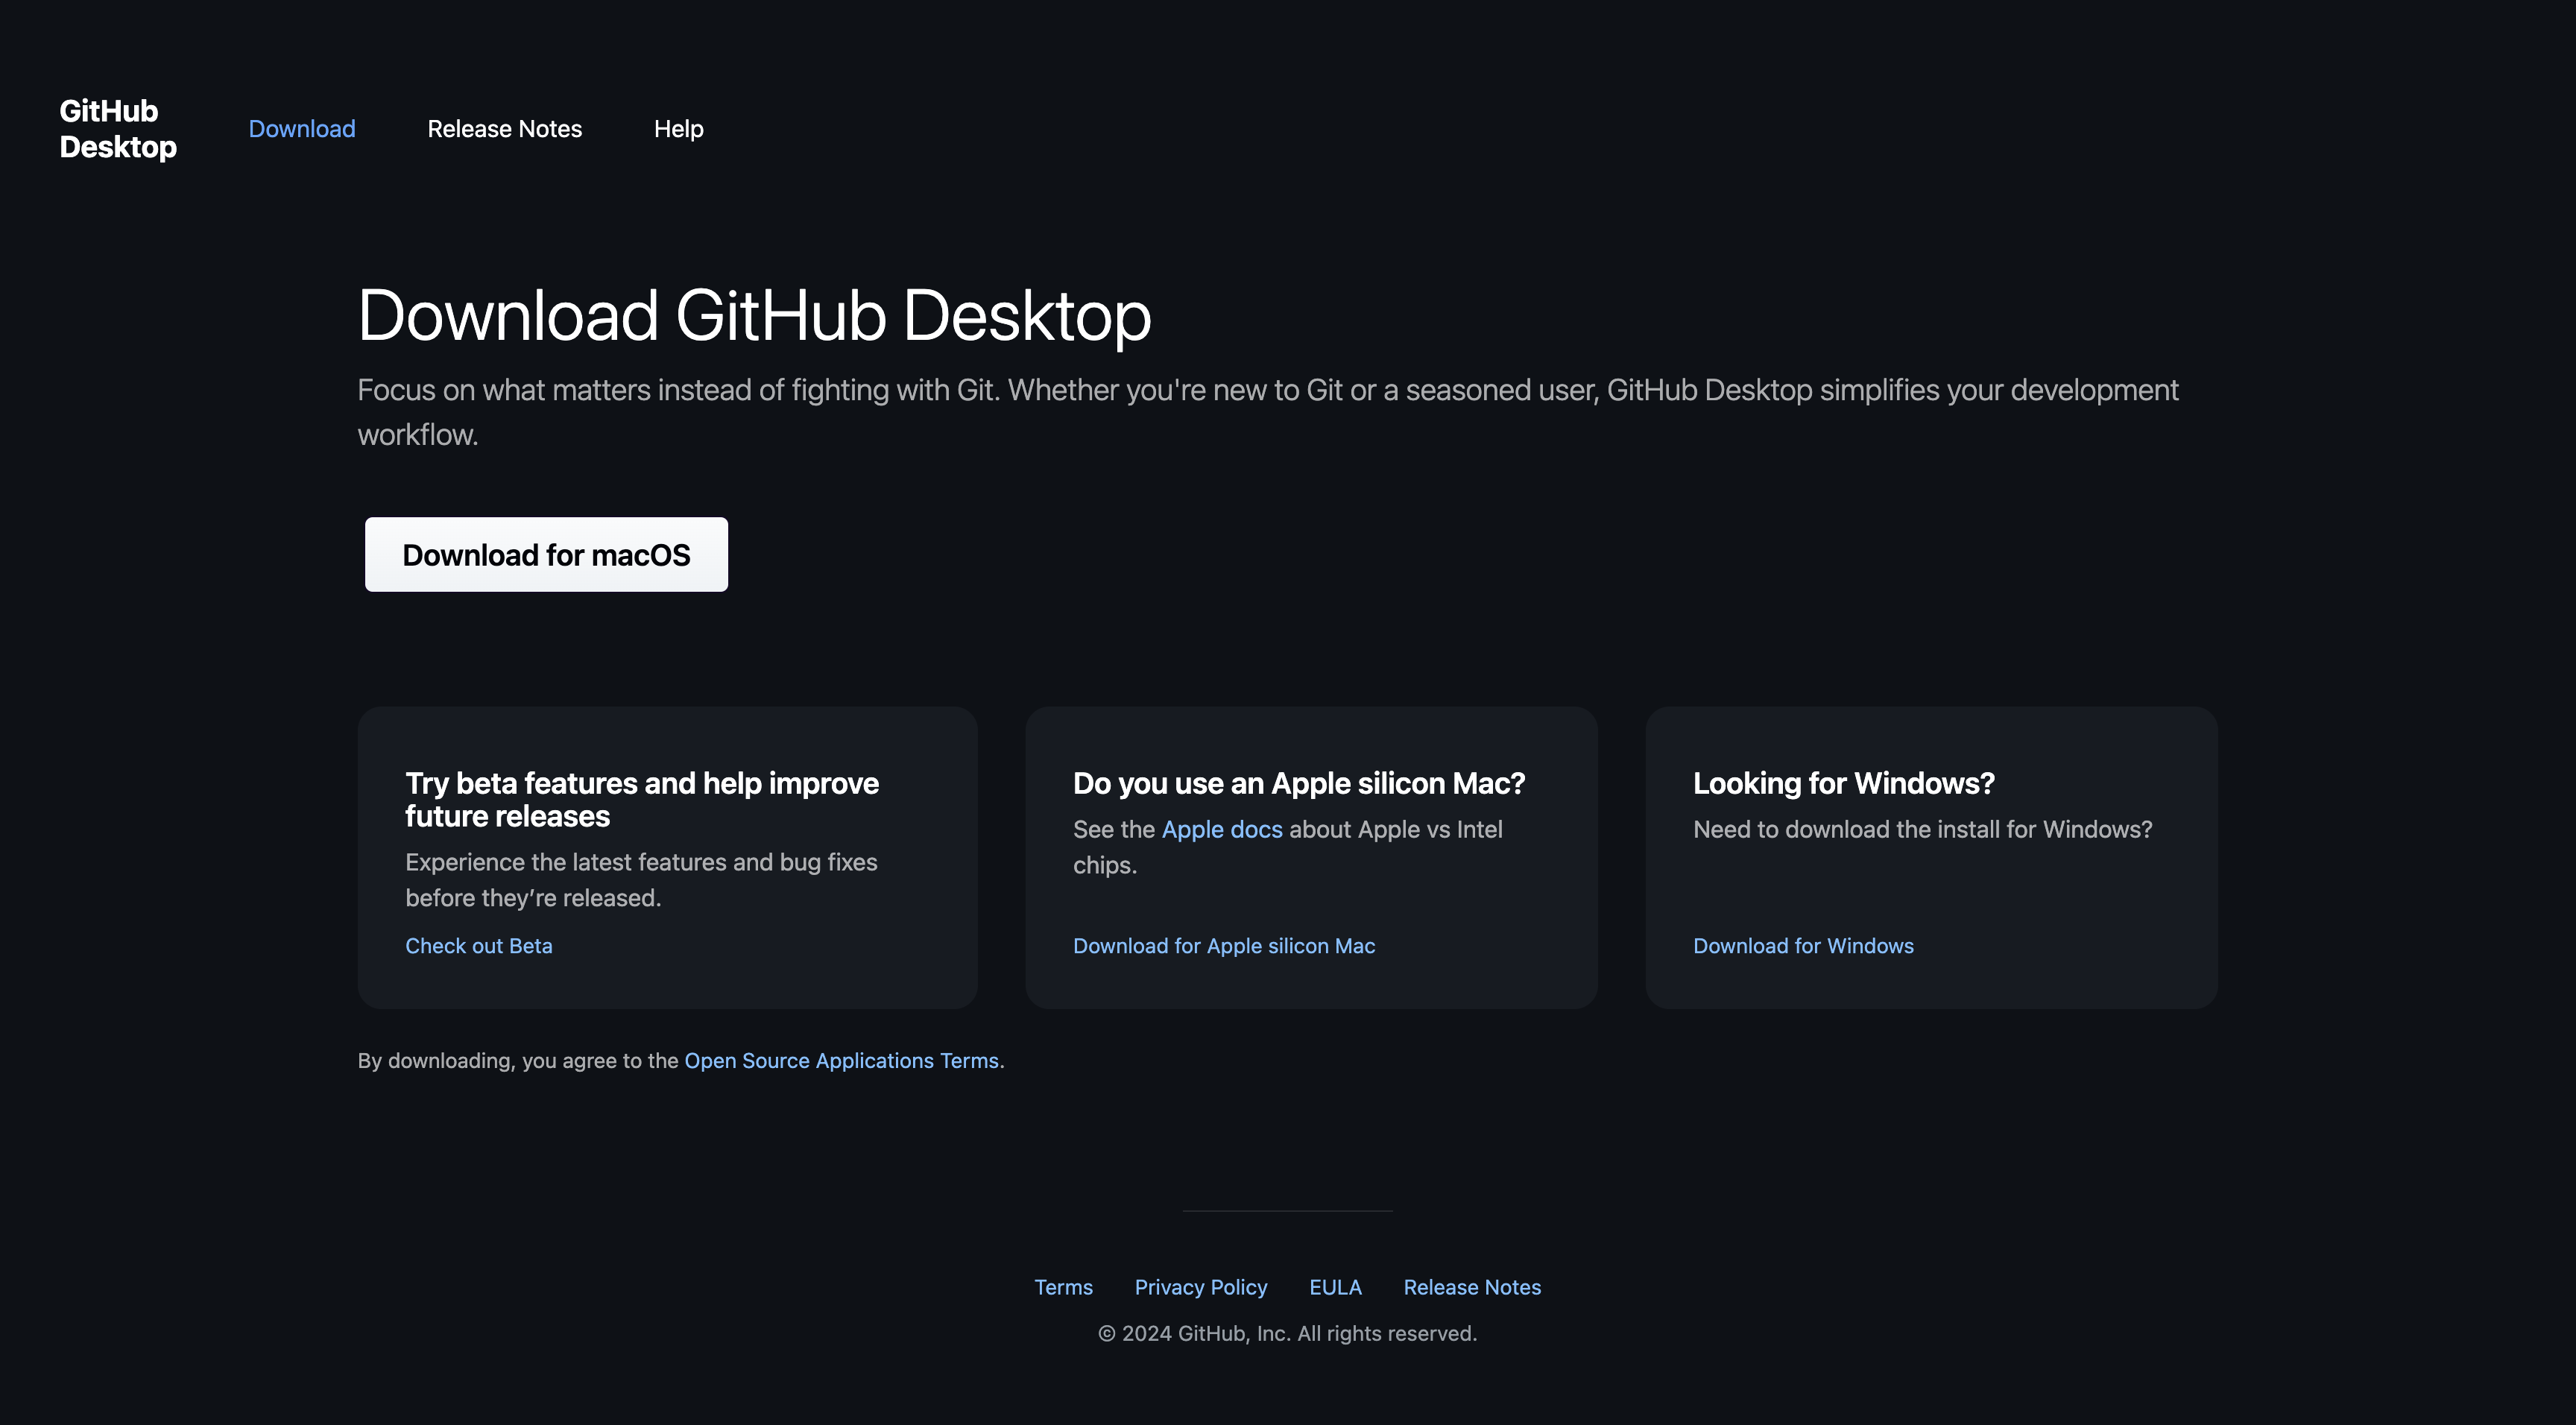 GitHub
Desktop
Download
Release Notes
Help
Download GitHub Desktop
Focus on what matters instead of fighting with Git. Whether you're new to Git or a seasoned user, GitHub Desktop simplifies your development
workflow.
Download for macOS
Try beta features and help improve
future releases
Experience the latest features and bug fixes
before they’re released.
Check out Beta
Do you use an Apple silicon Mac?
See the Apple docs about Apple vs Intel
chips.
Download for Apple silicon Mac
Looking for Windows?
Need to download the install for Windows?
Download for Windows
By downloading, you agree to the Open Source Applications Terms.
Terms
Privacy Policy
EULA
Release Notes
© 2024 GitHub, Inc. All rights reserved.